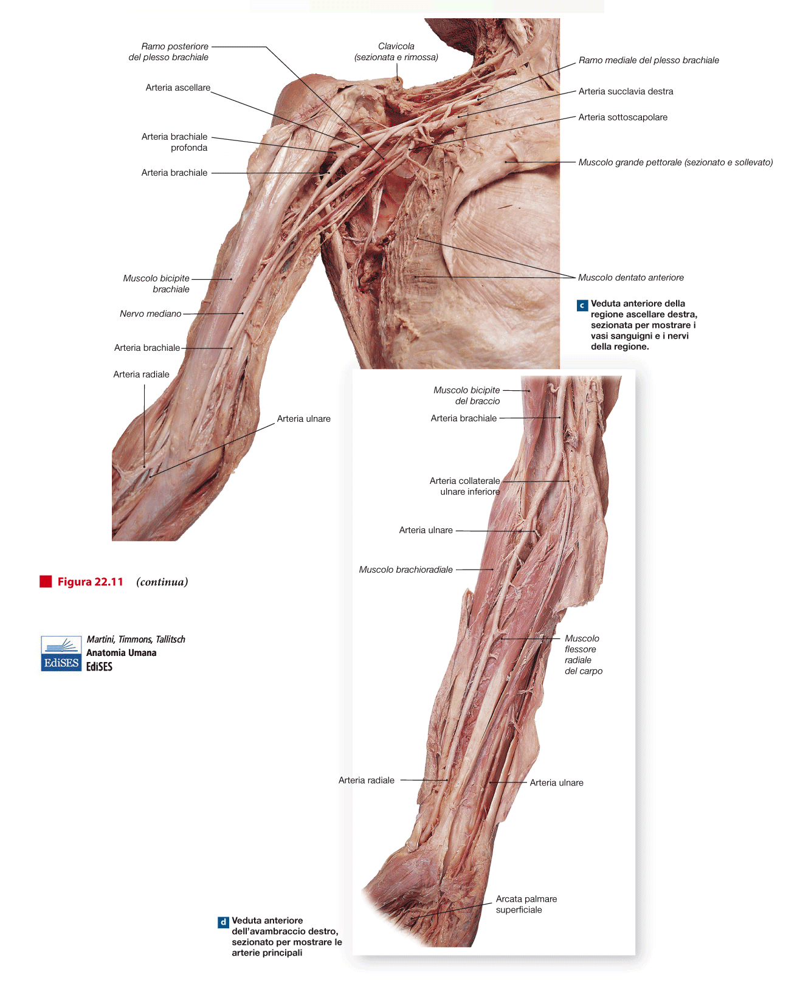 Ramo posteriore
del plesso brachiale
Clavicola
(sezionata e rimossa)
Ramo mediale del plesso brachiale
Arteria ascellare
Arteria succlavia destra
Arteria sottoscapolare
Arteria brachiale
profonda
Muscolo grande pettorale (sezionato e sollevato)
Arteria brachiale
Muscolo bicipite
brachiale
Muscolo dentato anteriore
c Veduta anteriore della
regione ascellare destra,
sezionata per mostrare i
vasi sanguigni e i nervi
della regione.
Nervo mediano
Arteria brachiale
Arteria radiale
Arteria ulnare
Muscolo bicipite
del braccio
Arteria brachiale
Arteria collaterale
ulnare inferiore
Arteria ulnare
Muscolo brachioradiale
Figura 22.11 (continua)
Martini, Timmons, Tallitsch
Anatomia Umana
EdiSES
EdiSES
Muscolo
flessore
radiale
del carpo
Arteria radiale
Arteria ulnare
Arcata palmare
superficiale
d Veduta anteriore
dell'avambraccio destro,
sezionato per mostrare le
arterie principali